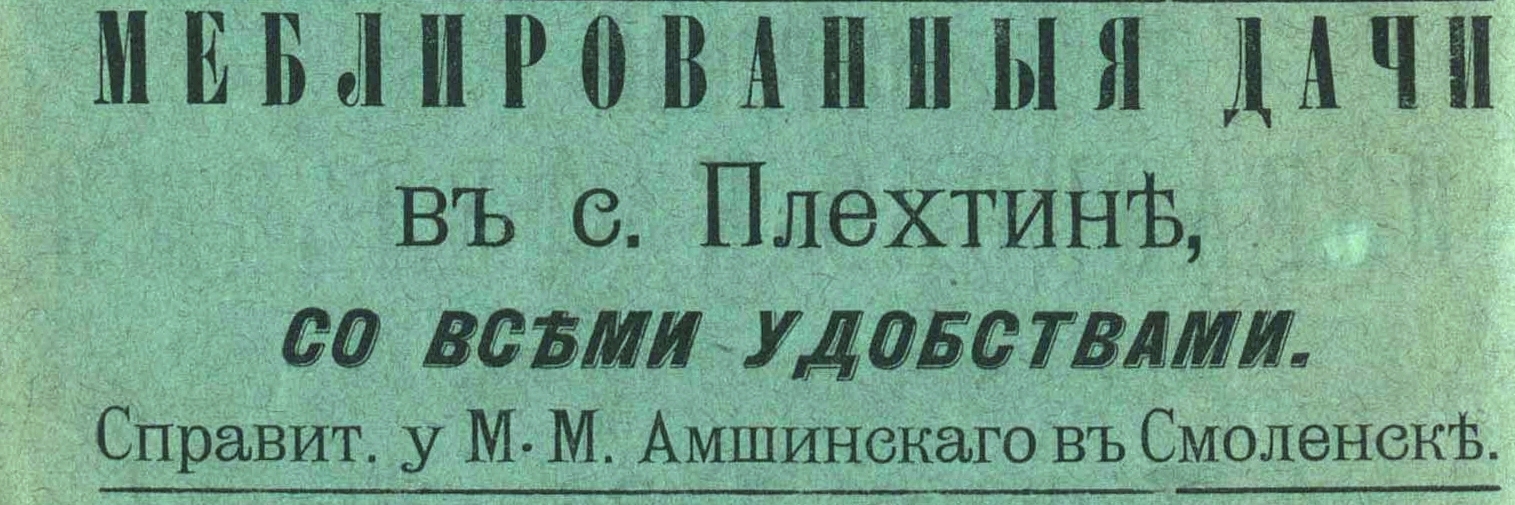 МЕБЛИРОВАННЫЯ ДАЧИ
въ с. Плехтинѣ,
СО ВСѢМИ УДОБСТВАМИ.
Справит. у М. М. Амшинскаго въ Смоленскѣ.